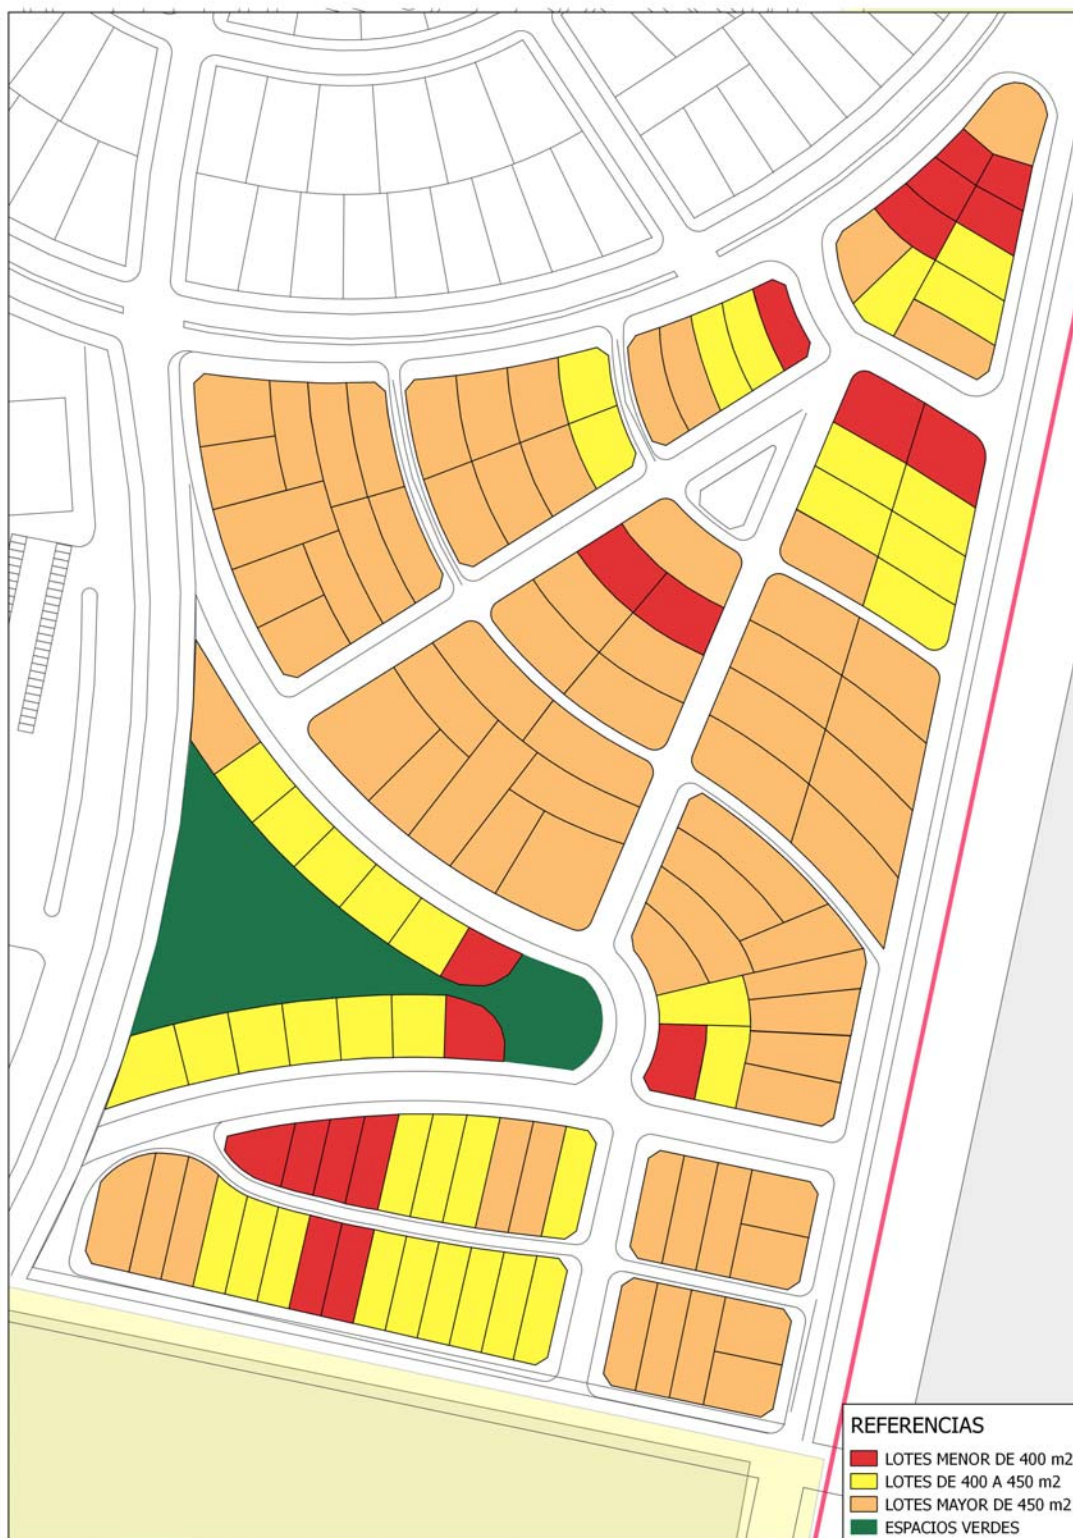 REFERENCIAS
LOTES MENOR DE 400 m2
LOTES DE 400 A 450 m2
LOTES MAYOR DE 450 m2
ESPACIOS VERDES